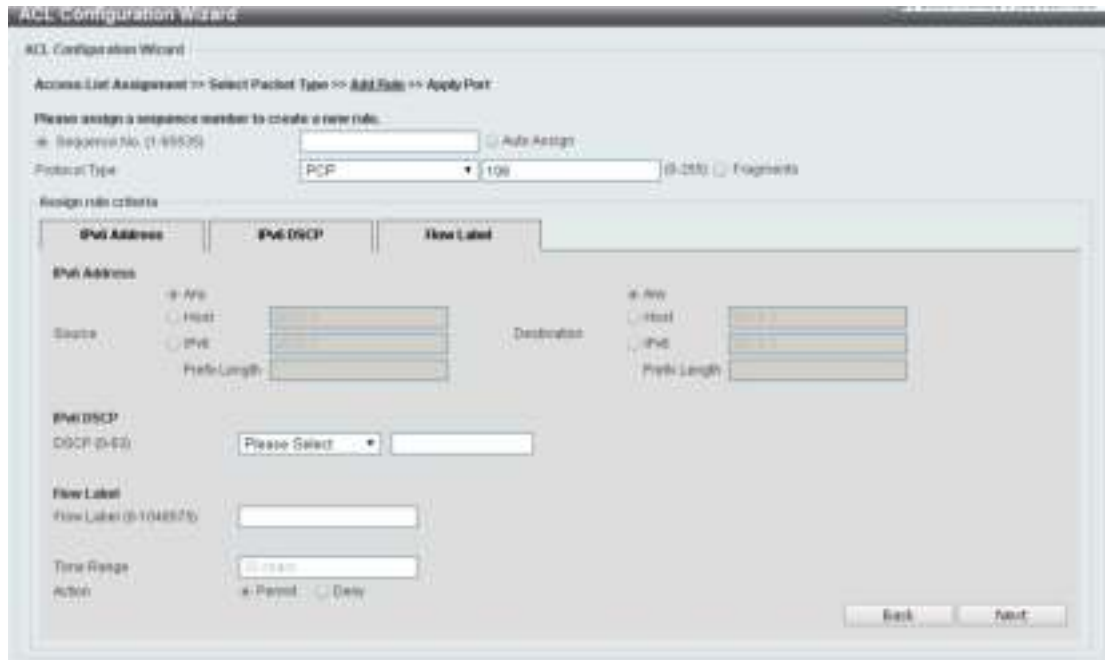 ACL Configuration Wizard
ACL Configuration Wizard
Access-List Assignment >> Select Packet Type >> Add Rule >> Apply Port
Please assign a sequence number to create a new rule.
Sequence No. (1-65535) Auto Assign
Protocol Type PCP 108 (0-255) Fragments
Assign rule criteria
IPv6 Address IPv6 DSCP Flow Label
IPv6 Address
Any Any
Host Host
Source IPv6 Destination IPv6
Prefix Length Prefix Length
IPv6 DSCP
DSCP (0-63) Please Select
Flow Label
Flow Label (0-1048575)
Time Range 32 chars
Action Permit Deny
Back Next